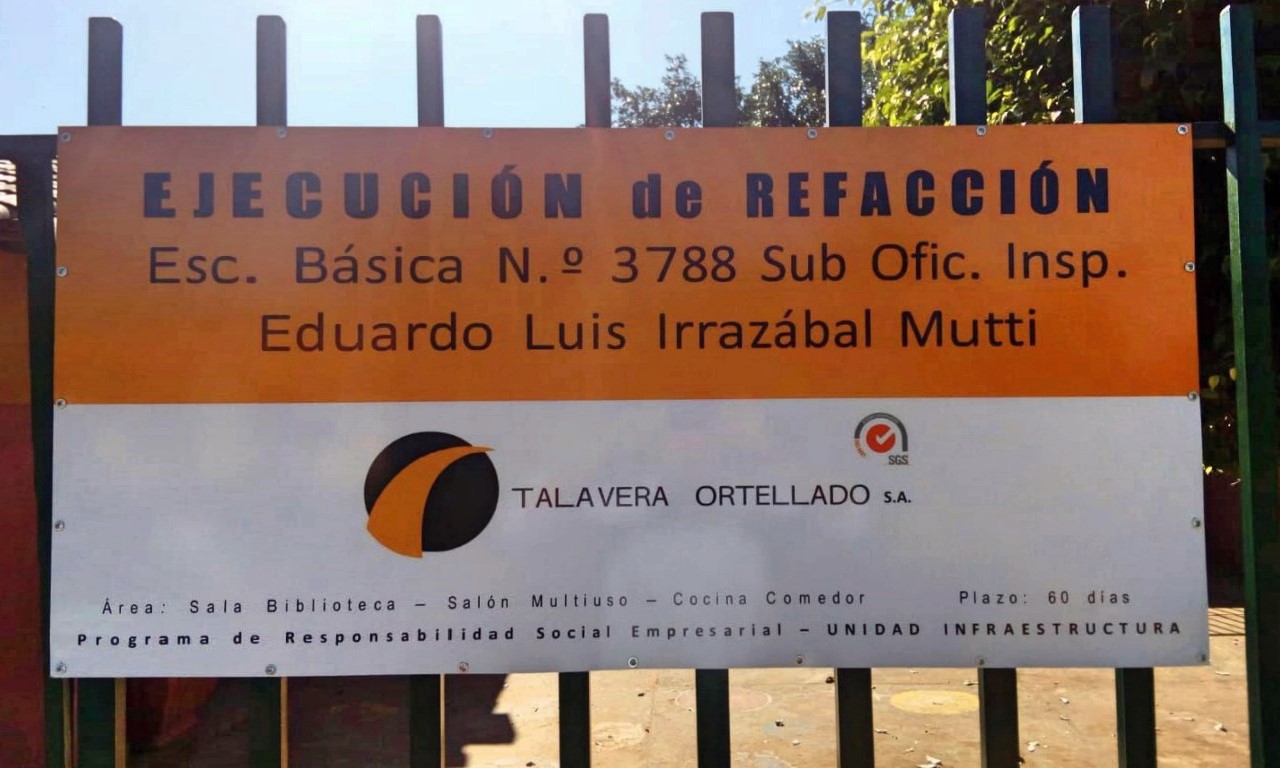 EJECUCIÓN de REFACCIÓN
Esc. Básica N.º 3788 Sub Ofic. Insp.
Eduardo Luis Irrazábal Mutti
SGS
TALAVERA ORTELLADO S.A.
Área: Sala Biblioteca – Salón Multiuso – Cocina Comedor Plazo: 60 días
Programa de Responsabilidad Social Empresarial – UNIDAD INFRAESTRUCTURA